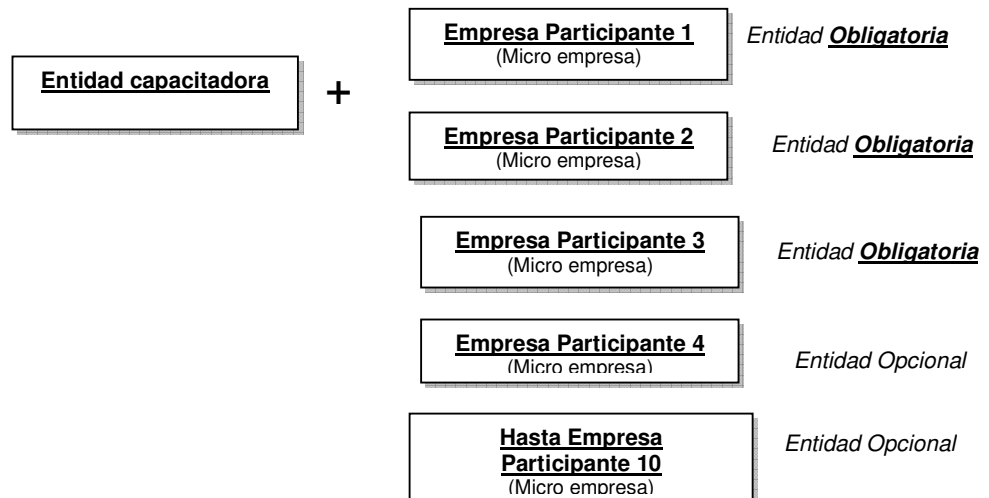 Empresa Participante 1
(Micro empresa)
Entidad Obligatoria
Entidad capacitadora
+
Empresa Participante 2
(Micro empresa)
Entidad Obligatoria
Empresa Participante 3
(Micro empresa)
Entidad Obligatoria
Empresa Participante 4
(Micro empresa)
Entidad Opcional
Hasta Empresa
Participante 10
(Micro empresa)
Entidad Opcional